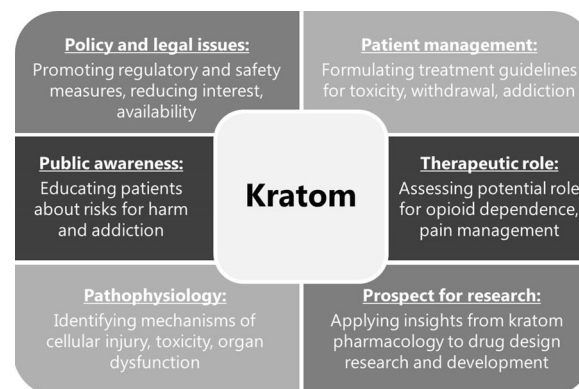 Policy and legal issues:
Promoting regulatory and safety
measures, reducing interest,
availability
Patient management:
Formulating treatment guidelines
for toxicity, withdrawal, addiction
Public awareness:
Educating patients
about risks for harm
and addiction
Kratom
Therapeutic role:
Assessing potential role
for opioid dependence,
pain management
Pathophysiology:
Identifying mechanisms of
cellular injury, toxicity, organ
dysfunction
Prospect for research:
Applying insights from kratom
pharmacology to drug design
research and development